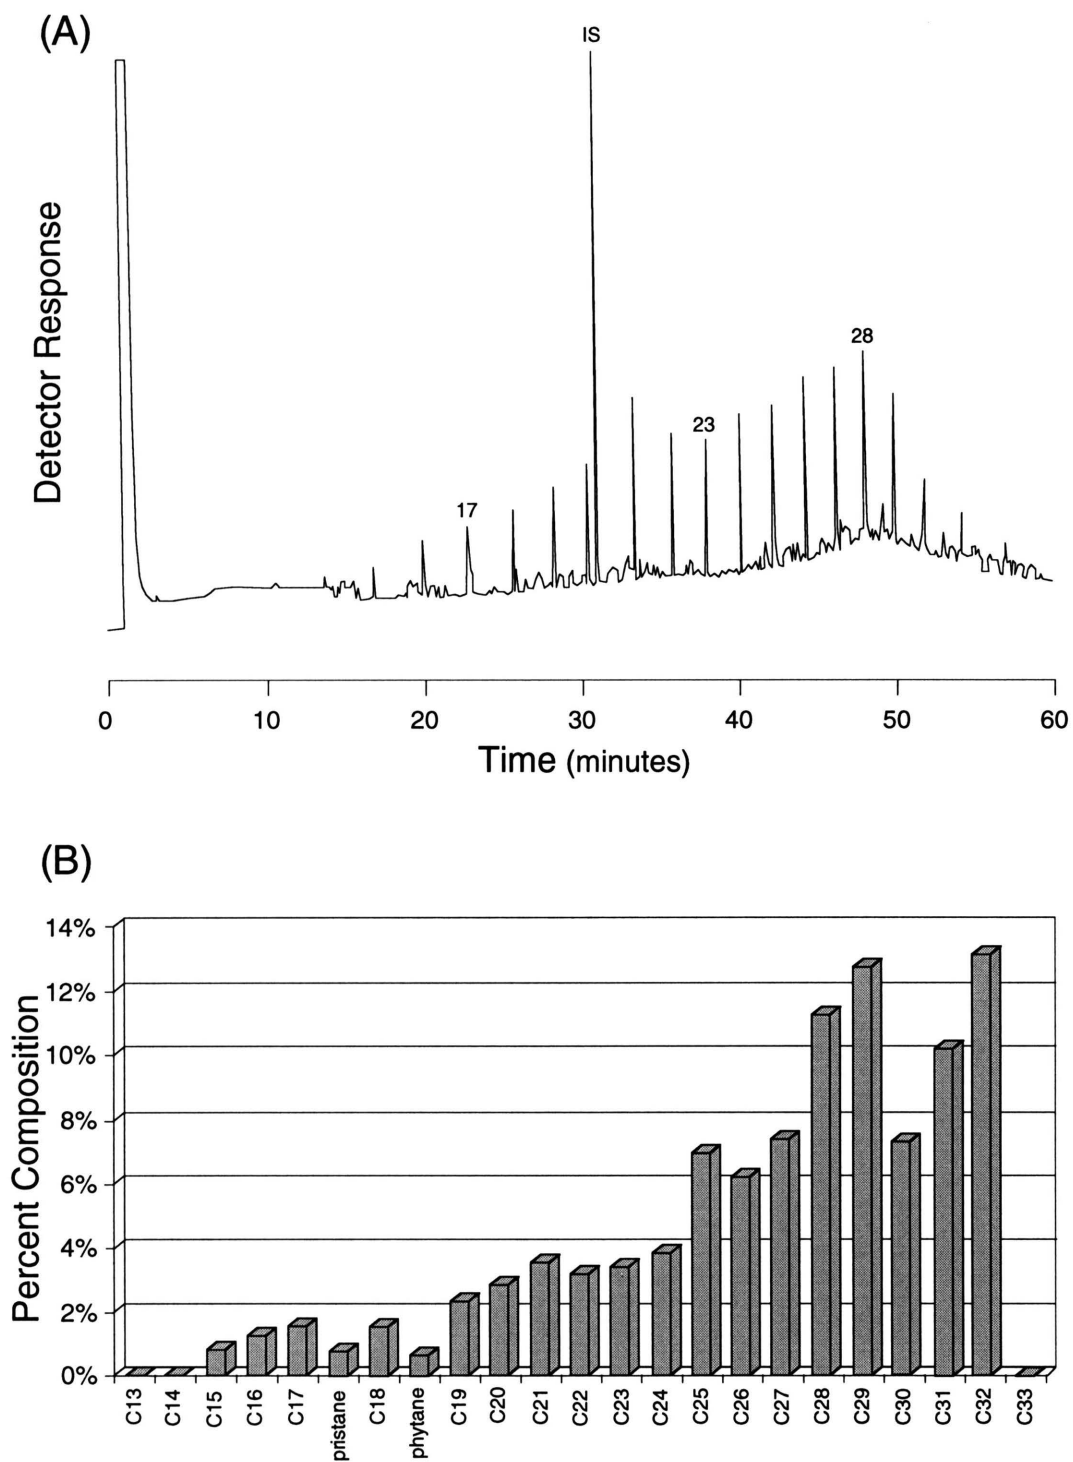 (A)
IS
28
23
17
Detector Response
0 10 20 30 40 50 60
Time (minutes)
(B)
14%
12%
10%
8%
6%
4%
2%
0%
Percent Composition
C13 C14 C15 C16 C17 pristane C18 phytane C19 C20 C21 C22 C23 C24 C25 C26 C27 C28 C29 C30 C31 C32 C33